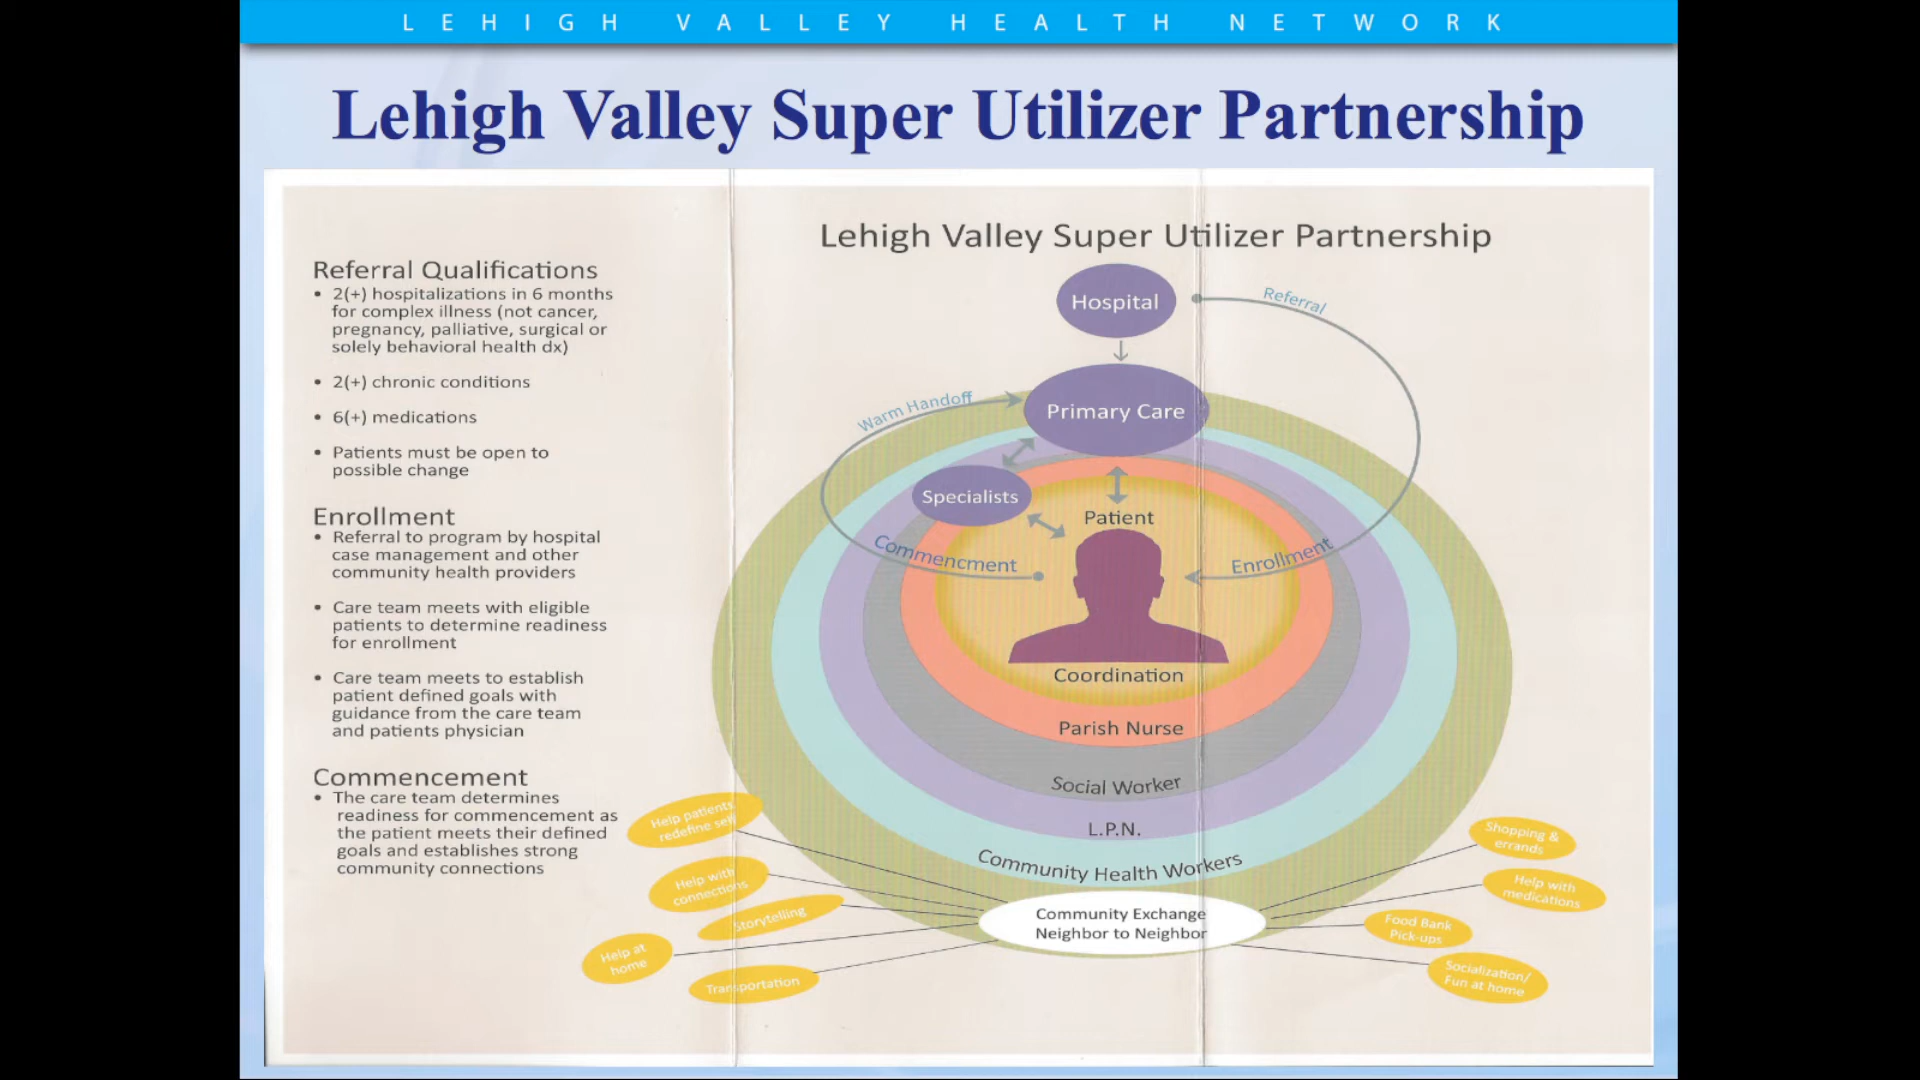 LEHIGH VALLEY HEALTH NETWORK
Lehigh Valley Super Utilizer Partnership
Lehigh Valley Super Utilizer Partnership
Referral Qualifications
• 2(+) hospitalizations in 6 months
for complex illness (not cancer,
pregnancy, palliative, surgical or
solely behavioral health dx)
• 2(+) chronic conditions
• 6(+) medications
• Patients must be open to
possible change
Enrollment
• Referral to program by hospital
case management and other
community health providers
• Care team meets with eligible
patients to determine readiness
for enrollment
• Care team meets to establish
patient defined goals with
guidance from the care team
and patients physician
Commencement
• The care team determines
readiness for commencement as
the patient meets their defined
goals and establishes strong
community connections
Hospital
Referral
Warm Handoff
Primary Care
Specialists
Patient
Commencment
Enrollment
Coordination
Parish Nurse
Social Worker
L.P.N.
Community Health Workers
Community Exchange
Neighbor to Neighbor
Help patients
redefine self
Help with
connections
Storytelling
Help at
home
Transportation
Shopping &
errands
Help with
medications
Food Bank
Pick-ups
Socialization/
Fun at home